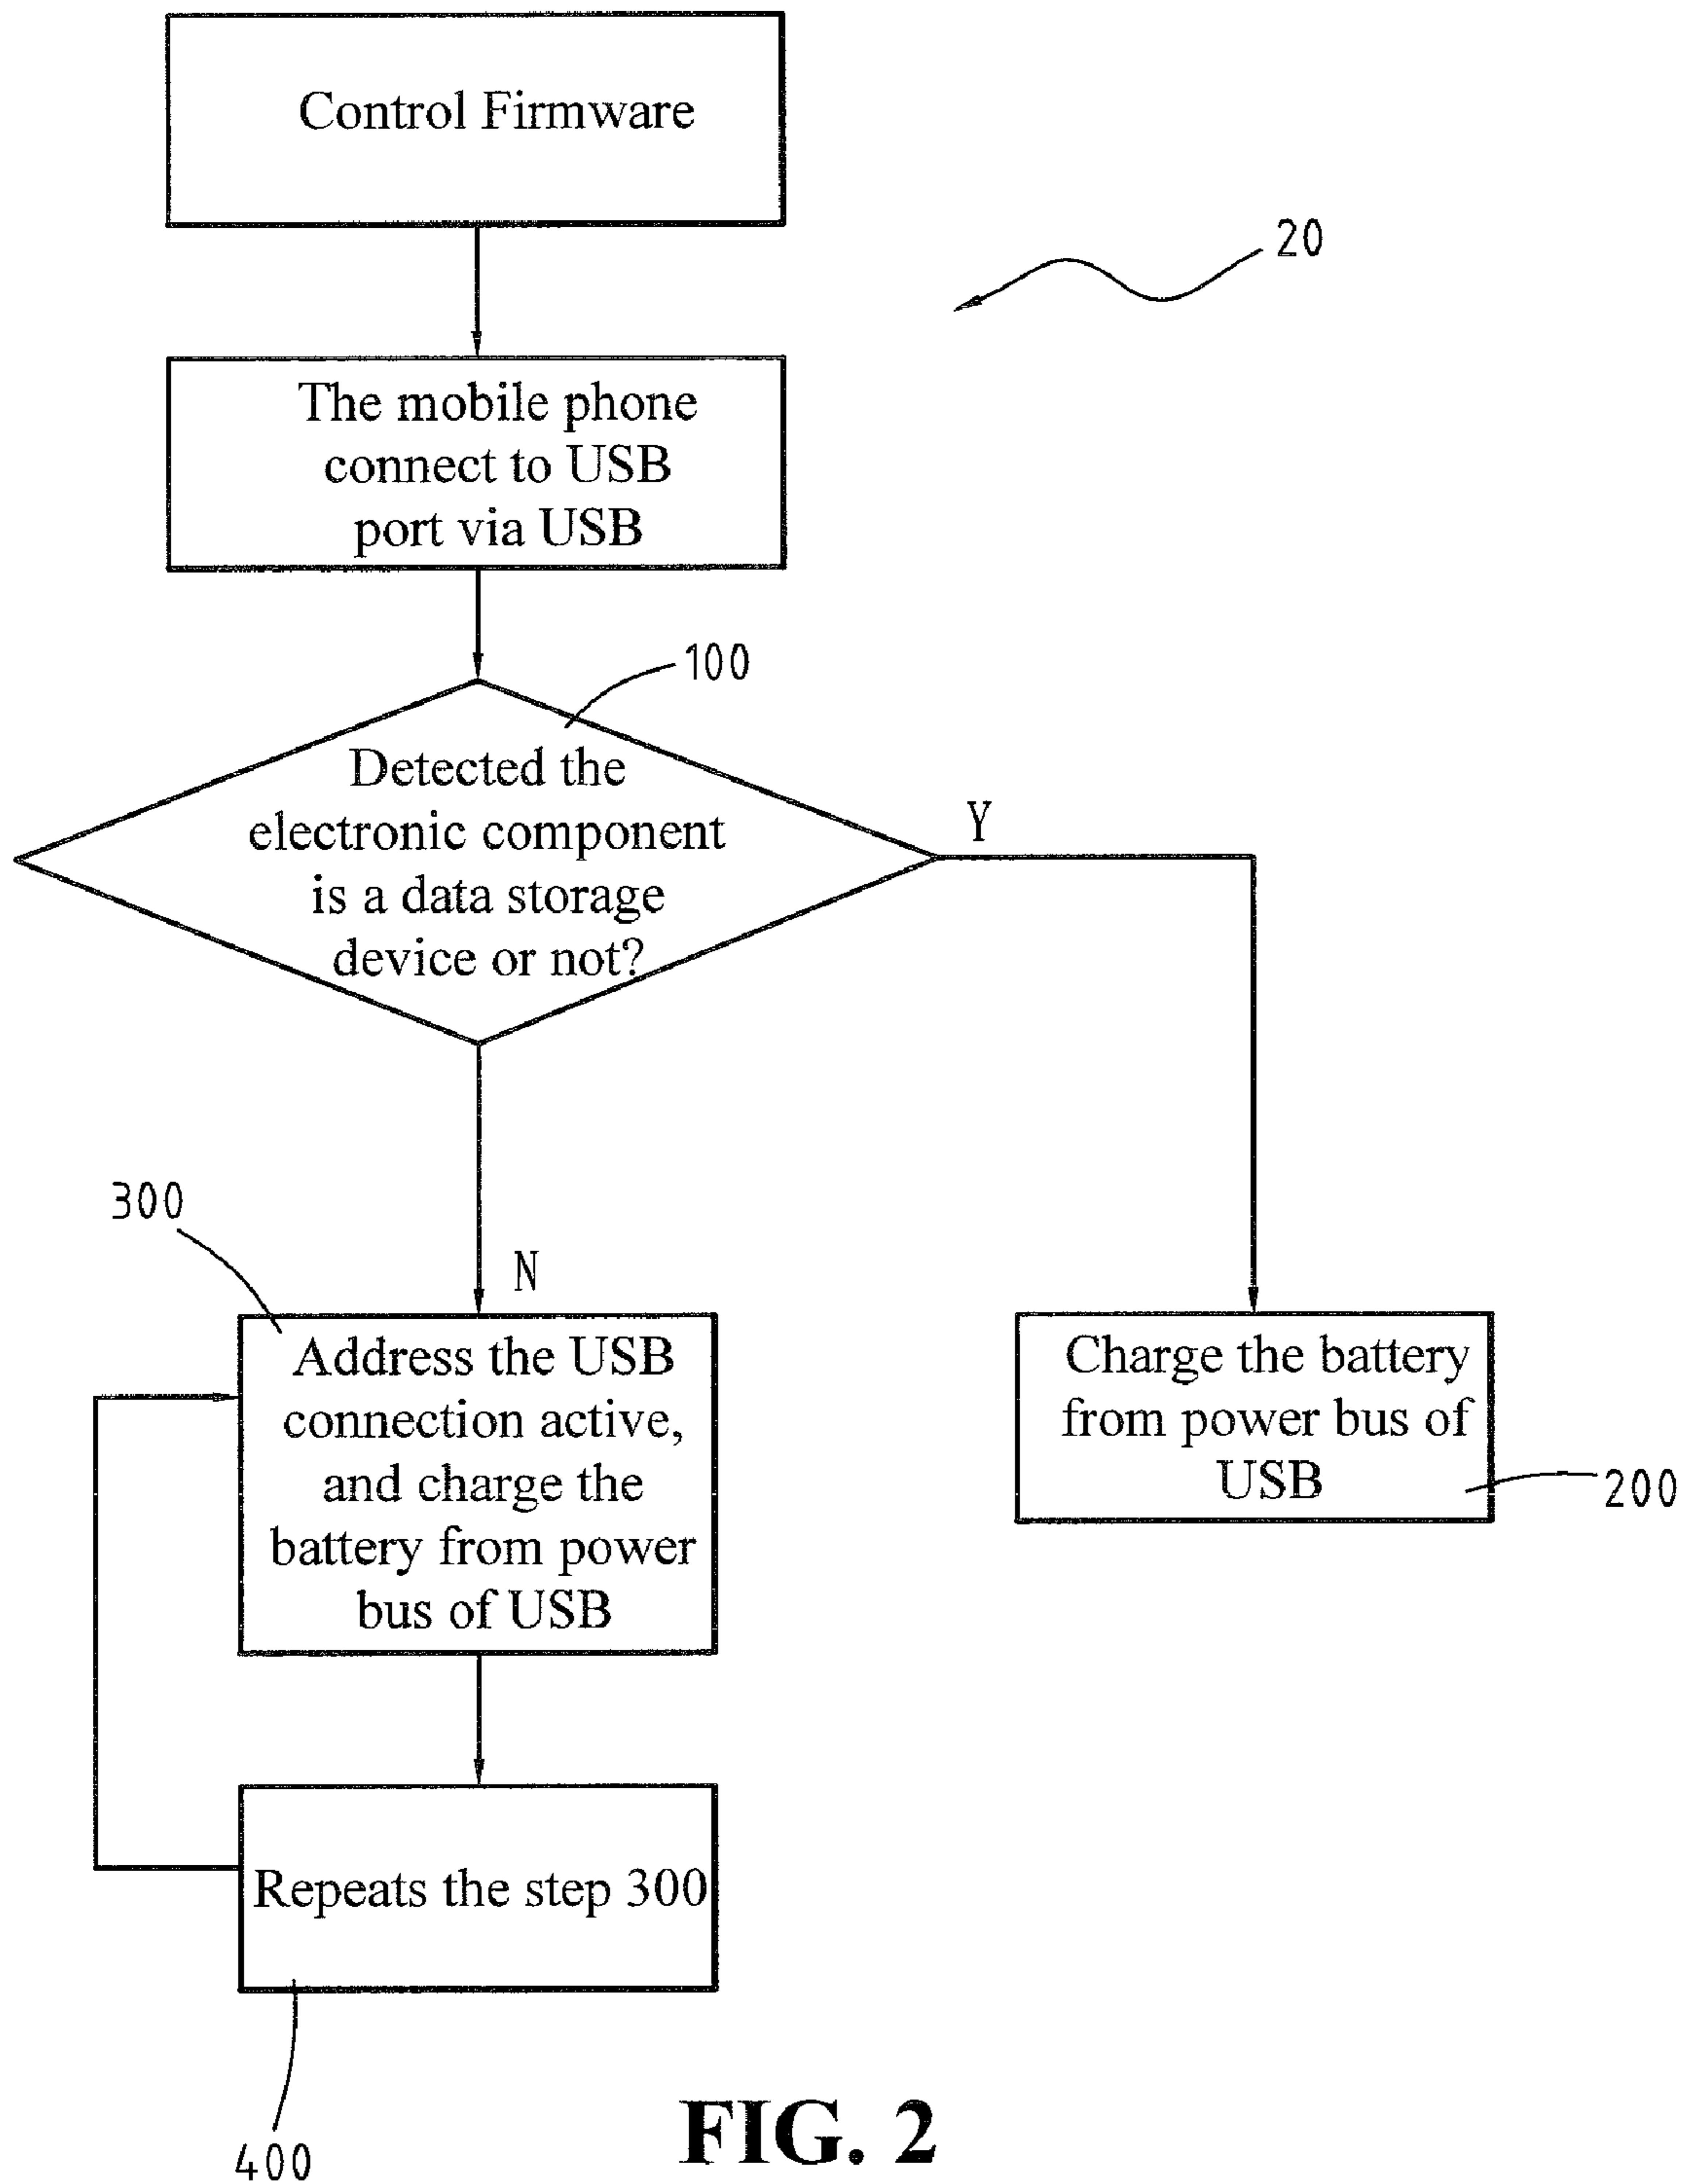 Control Firmware
20
The mobile phone
connect to USB
port via USB
100
Detected the
electronic component
is a data storage
device or not?
Y
N
300
Address the USB
connection active,
and charge the
battery from power
bus of USB
Charge the battery
from power bus of
USB
200
Repeats the step 300
400
FIG. 2